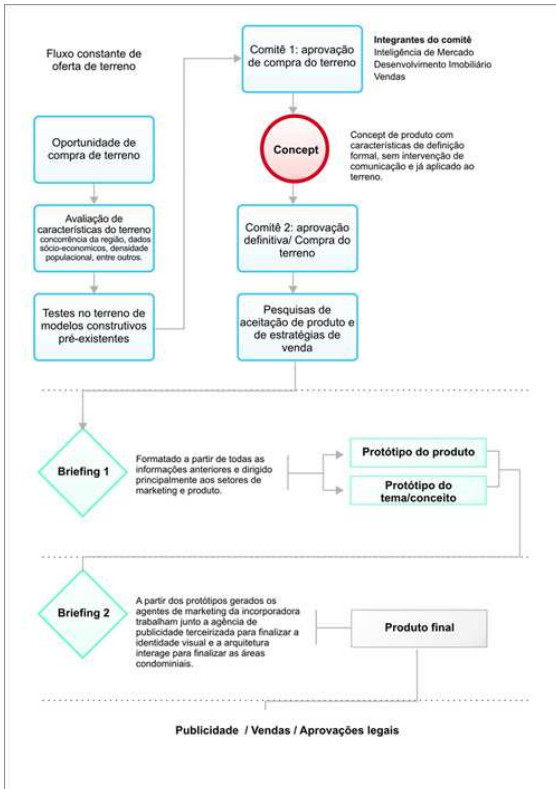 Fluxo constante de
oferta de terreno
Oportunidade de
compra de terreno
Avaliação de
características do terreno
concorrência da região, dados
sócio-economicos, densidade
populacional, entre outros.
Testes no terreno de
modelos construtivos
pré-existentes
Comitê 1: aprovação
de compra do terreno
Integrantes do comitê
Inteligência de Mercado
Desenvolvimento Imobiliário
Vendas
Concept
Concept de produto com
características de definição
formal, sem intervenção de
comunicação e já aplicado ao
terreno.
Comitê 2: aprovação
definitiva/ Compra do
terreno
Pesquisas de
aceitação de produto e
de estratégias de
venda
Briefing 1
Formatado a partir de todas as
informações anteriores e dirigido
principalmente aos setores de
marketing e produto.
Protótipo do produto
Protótipo do
tema/conceito
Briefing 2
A partir dos protótipos gerados os
agentes de marketing da incorporadora
trabalham junto a agência de
publicidade terceirizada para finalizar a
identidade visual e a arquitetura
interage para finalizar as áreas
condominiais.
Produto final
Publicidade / Vendas / Aprovações legais